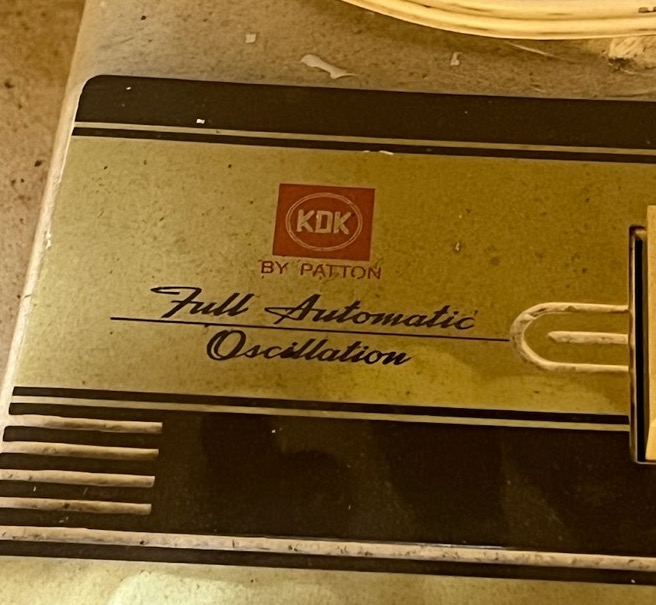 KDK
BY PATTON
Full Automatic
Oscillation